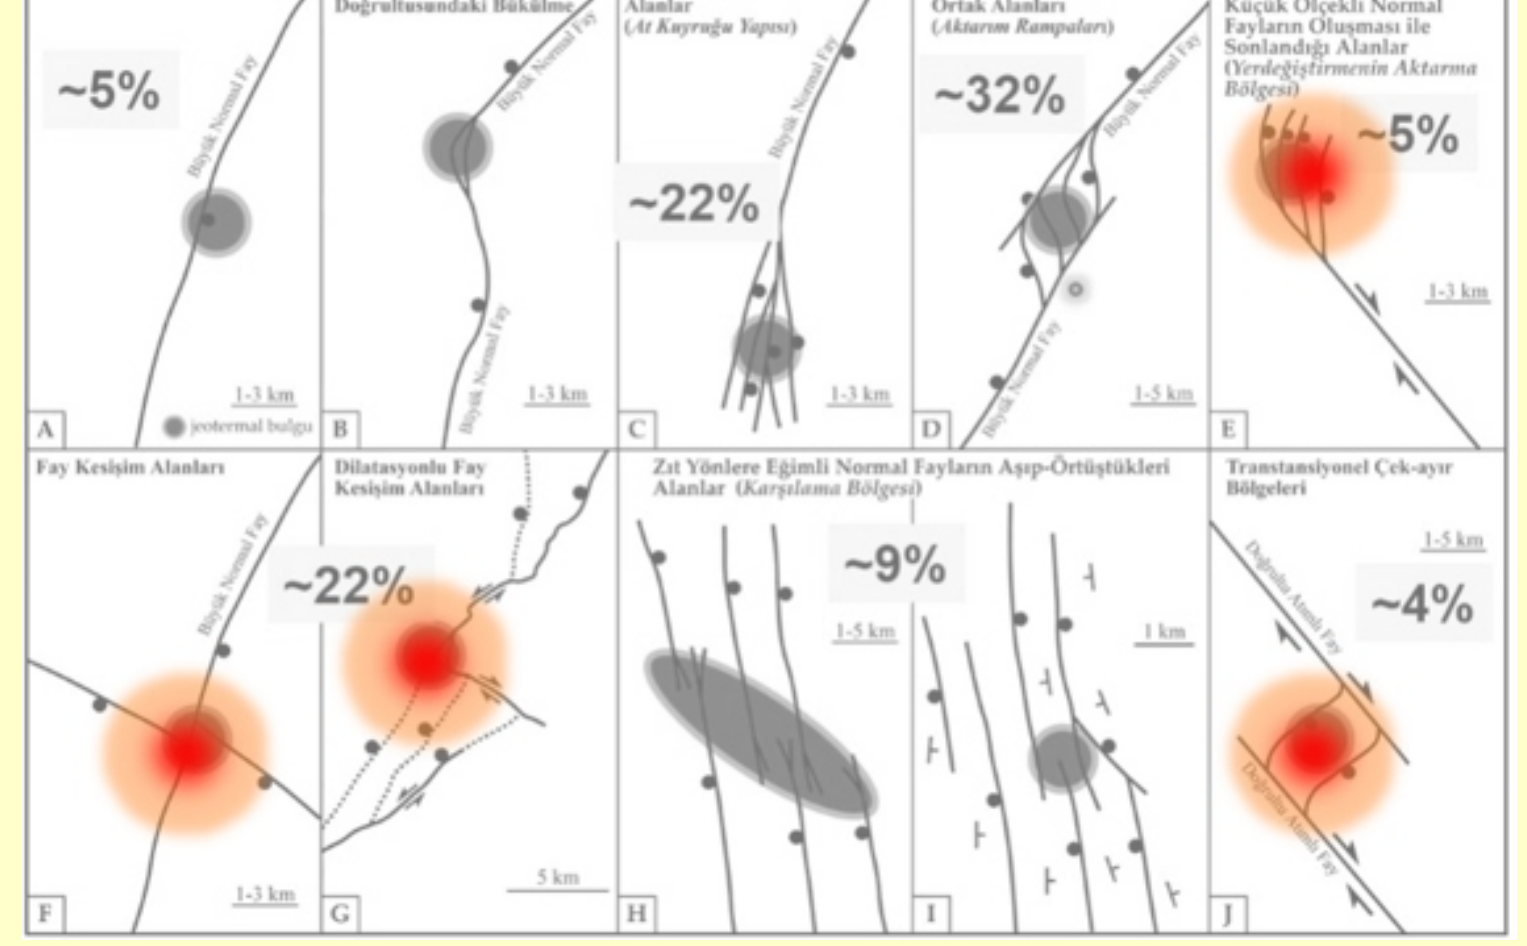 Doğrultusundaki Bükülme
Alanlar
(At Kuyruğu Yapısı)
Ortak Alanları
(Aktarım Rampaları)
Küçük Ölçekli Normal
Fayların Oluşması ile
Sonlandığı Alanlar
(Yerdeğiştirmenin Aktarma
Bölgesi)
~5%
Büyük Normal Fay
1-3 km
jeotermal bulgu
A
Büyük Normal Fay
Büyük Normal Fay
1-3 km
B
~22%
Büyük Normal Fay
1-3 km
C
~32%
Büyük Normal Fay
Büyük Normal Fay
1-5 km
D
~5%
1-3 km
E
Fay Kesişim Alanları
Büyük Normal Fay
1-3 km
F
~22%
Dilatasyonlu Fay
Kesişim Alanları
5 km
G
Zıt Yönlere Eğimli Normal Fayların Aşıp-Örtüştükleri
Alanlar (Karşılama Bölgesi)
~9%
1-5 km
H
1 km
I
Transtansiyonel Çek-ayır
Bölgeleri
1-5 km
~4%
Doğrultu Atımlı Fay
Doğrultu Atımlı Fay
J